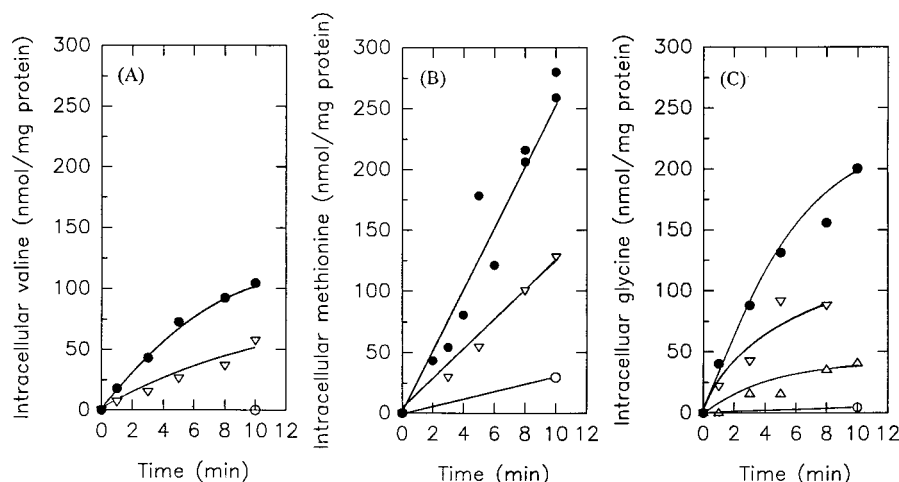 Intracellular valine (nmol/mg protein)
300
250
200
150
100
50
0
(A)
0 2 4 6 8 10 12
Time (min)
Intracellular methionine (nmol/mg protein)
300
250
200
150
100
50
0
(B)
0 2 4 6 8 10 12
Time (min)
Intracellular glycine (nmol/mg protein)
300
250
200
150
100
50
0
(C)
0 2 4 6 8 10 12
Time (min)